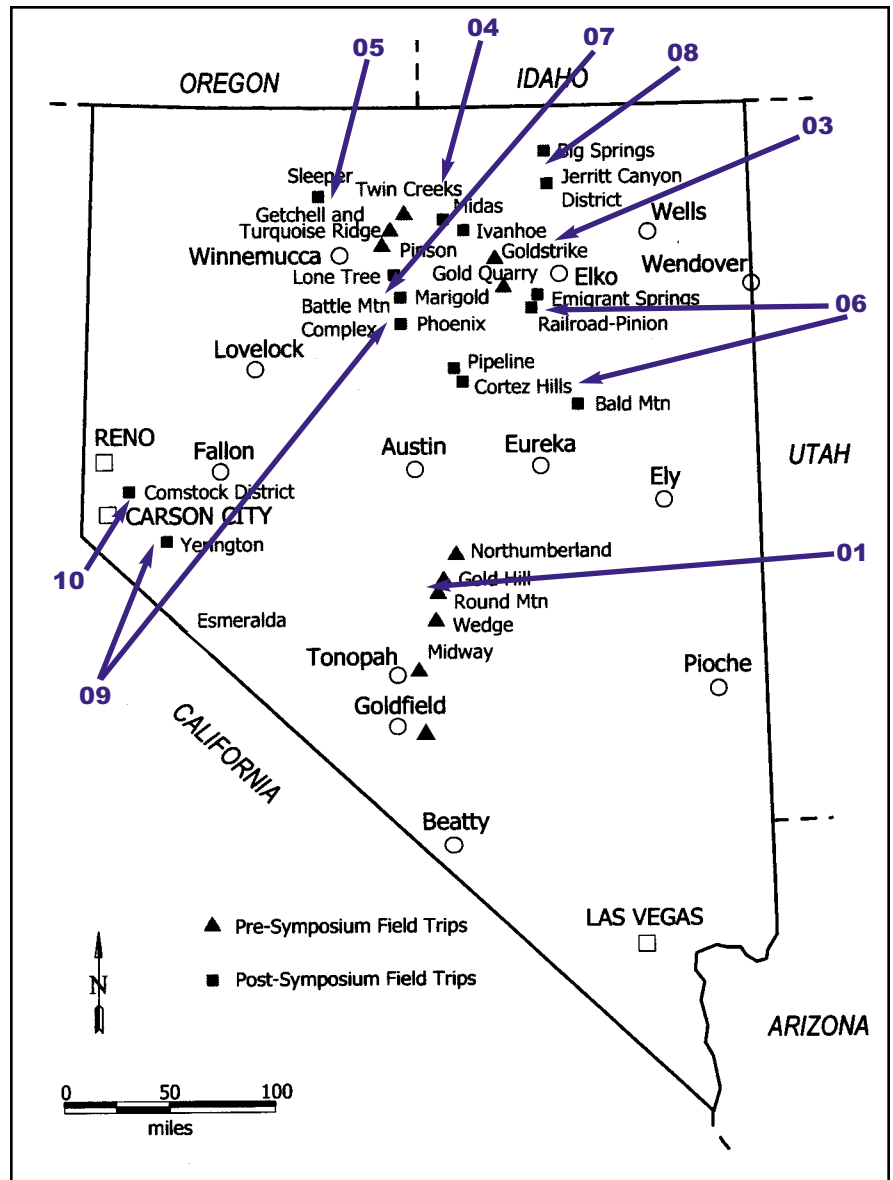 05
04
07
08
03
OREGON
IDAHO
Big Springs
Jerritt Canyon
District
Sleeper
Twin Creeks
Getchell and
Turquoise Ridge
Midas
Ivanhoe
Wells
Winnemucca
Pinson
Goldstrike
Gold Quarry
Elko
Wendover
Lone Tree
Battle Mtn
Complex
Marigold
Phoenix
Emigrant Springs
Railroad-Pinion
06
Lovelock
Pipeline
Cortez Hills
Bald Mtn
RENO
Fallon
Austin
Eureka
Ely
UTAH
Comstock District
CARSON CITY
Yerington
10
09
Northumberland
01
Gold Hill
Round Mtn
Wedge
Esmeralda
Midway
Tonopah
Pioche
Goldfield
CALIFORNIA
Beatty
LAS VEGAS
Pre-Symposium Field Trips
Post-Symposium Field Trips
N
ARIZONA
0 50 100
miles